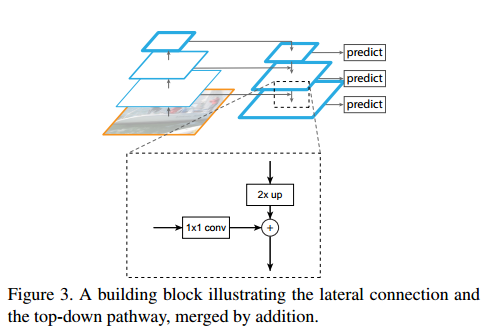 predict
predict
predict
2x up
1x1 conv
+
Figure 3. A building block illustrating the lateral connection and
the top-down pathway, merged by addition.